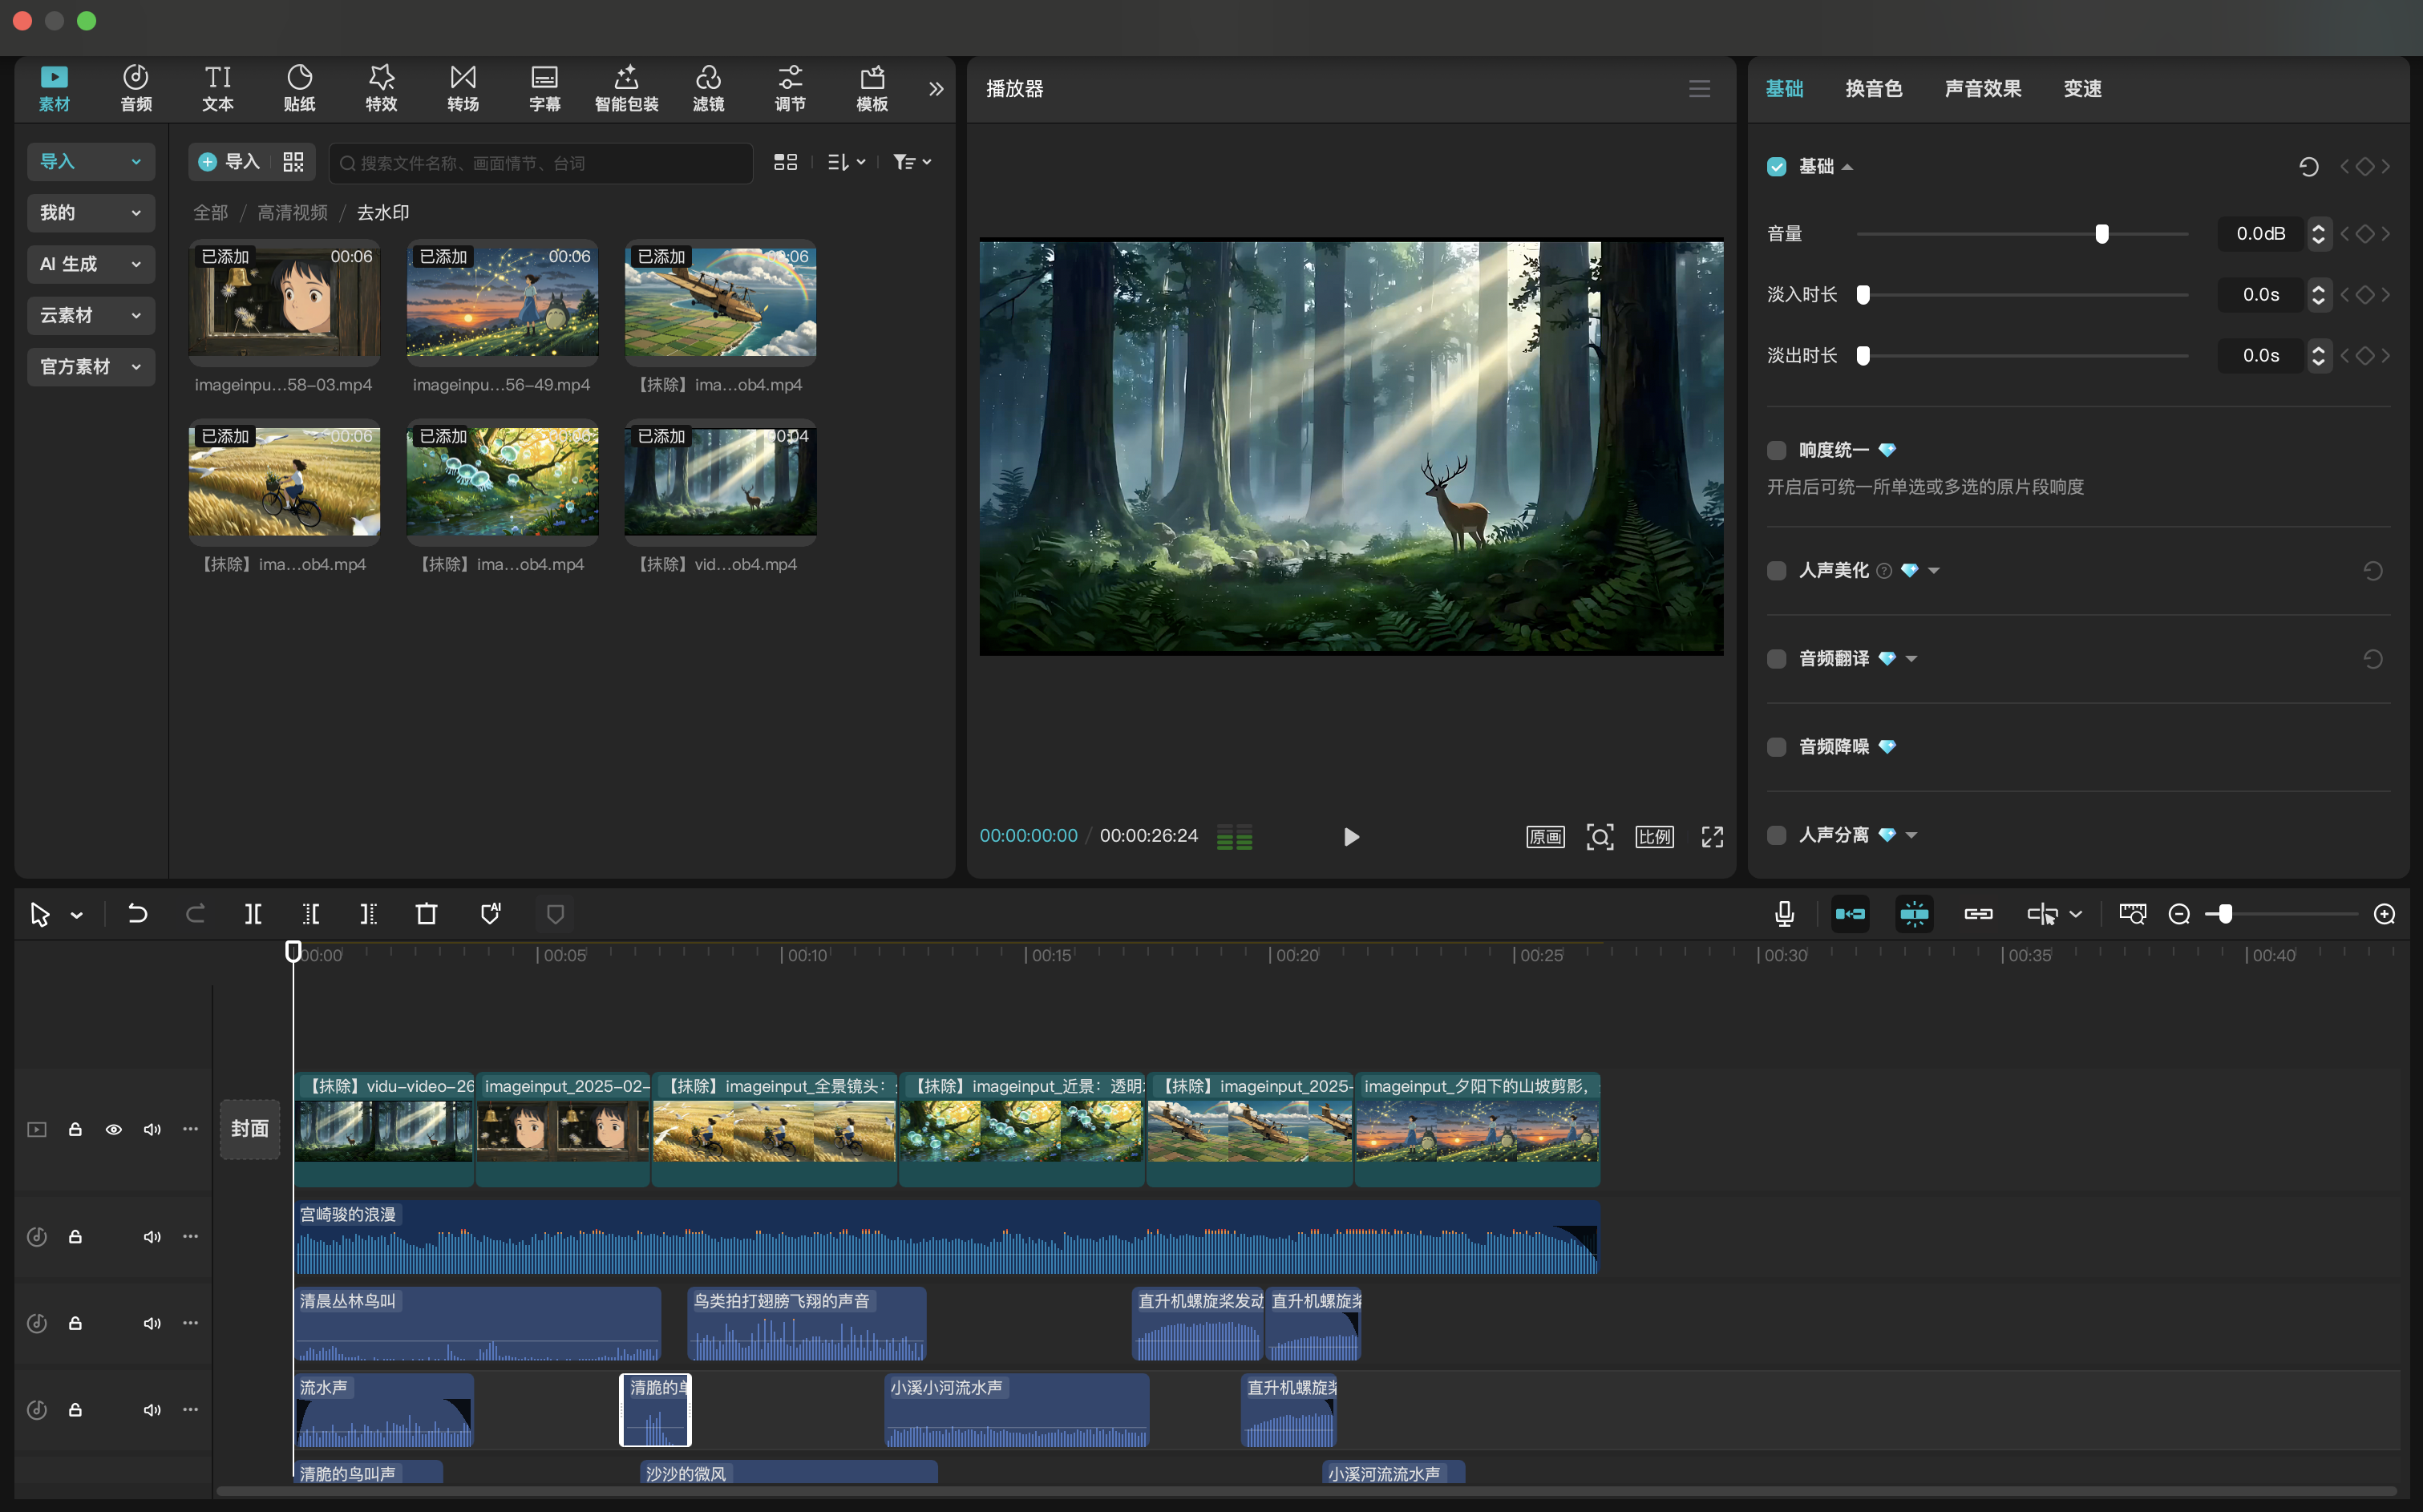 素材 音频 文本 贴纸 特效 转场 字幕 智能包装 滤镜 调节 模板
播放器
基础 换音色 声音效果 变速
导入
我的
AI 生成
云素材
官方素材
导入
搜索文件名称、画面情节、台词
全部 / 高清视频 / 去水印
已添加 00:06 已添加 00:06 已添加
imageinpu...58-03.mp4 imageinpu...56-49.mp4 【抹除】ima...ob4.mp4
已添加 00:06 已添加 已添加 00:04
【抹除】ima...ob4.mp4 【抹除】ima...ob4.mp4 【抹除】vid...ob4.mp4
00:00:00:00 / 00:00:26:24
原画 比例
基础
音量 0.0dB
淡入时长 0.0s
淡出时长 0.0s
响度统一
开启后可统一所单选或多选的原片段响度
人声美化
音频翻译
音频降噪
人声分离
00:00 00:05 00:10 00:15 00:20 00:25 00:30 00:35 00:40
封面
【抹除】vidu-video-26 imageinput_2025-02- 【抹除】imageinput_全景镜头： 【抹除】imageinput_近景：透明 【抹除】imageinput_2025- imageinput_夕阳下的山坡剪影，
宫崎骏的浪漫
清晨丛林鸟叫 鸟类拍打翅膀飞翔的声音 直升机螺旋桨发动 直升机螺旋桨
流水声 清脆的单 小溪小河流水声 直升机螺旋桨
清脆的鸟叫声 沙沙的微风 小溪河流流水声